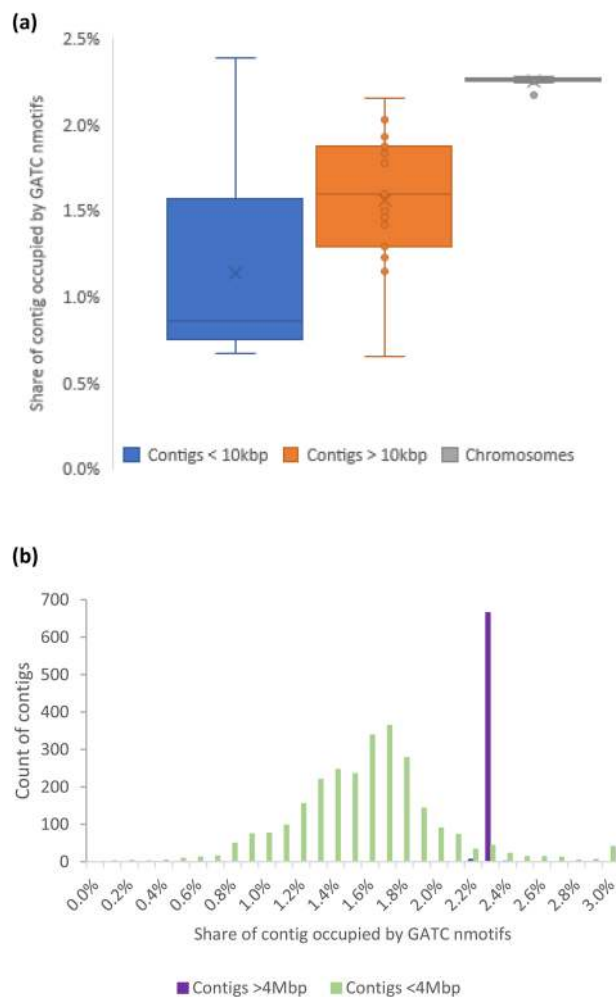 (a)
Share of contig occupied by GATC nmotifs
2.5%
2.0%
1.5%
1.0%
0.5%
0.0%
Contigs < 10kbp Contigs > 10kbp Chromosomes
(b)
Count of contigs
700
600
500
400
300
200
100
0
0.0% 0.2% 0.4% 0.6% 0.8% 1.0% 1.2% 1.4% 1.6% 1.8% 2.0% 2.2% 2.4% 2.6% 2.8% 3.0%
Share of contig occupied by GATC nmotifs
Contigs >4Mbp Contigs <4Mbp